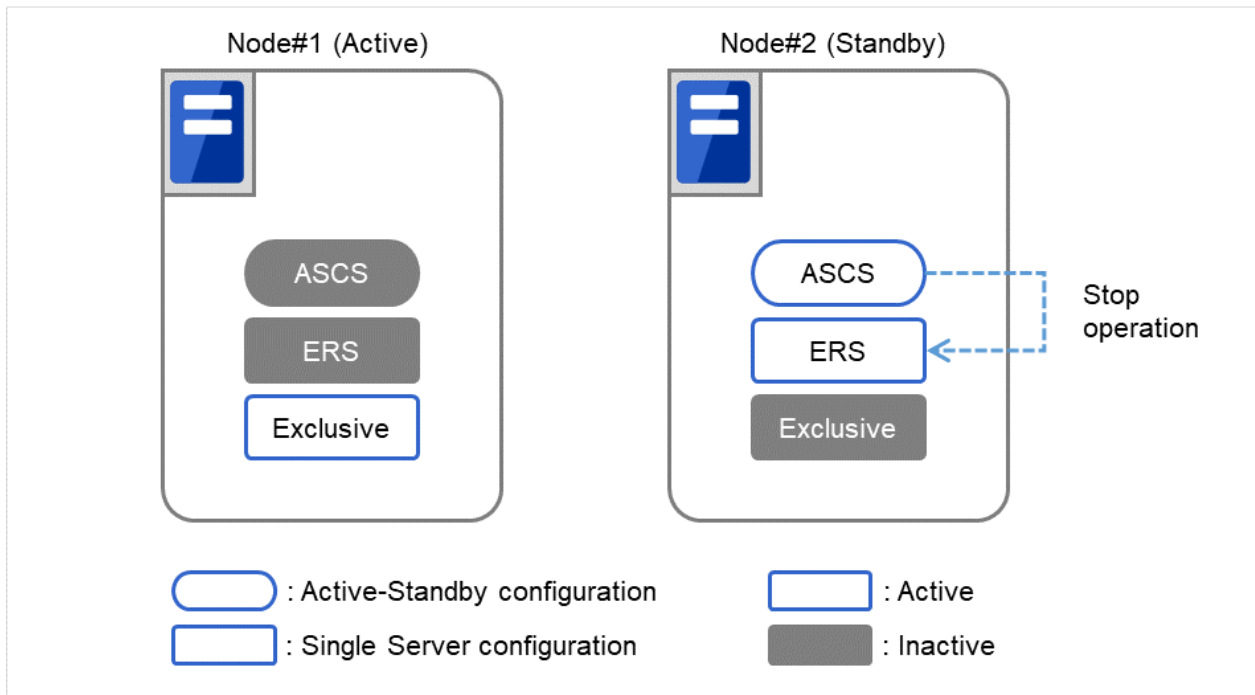 Node#1 (Active)
Node#2 (Standby)
ASCS
ERS
Exclusive
ASCS
ERS
Exclusive
Stop
operation
: Active-Standby configuration
: Active
: Single Server configuration
: Inactive